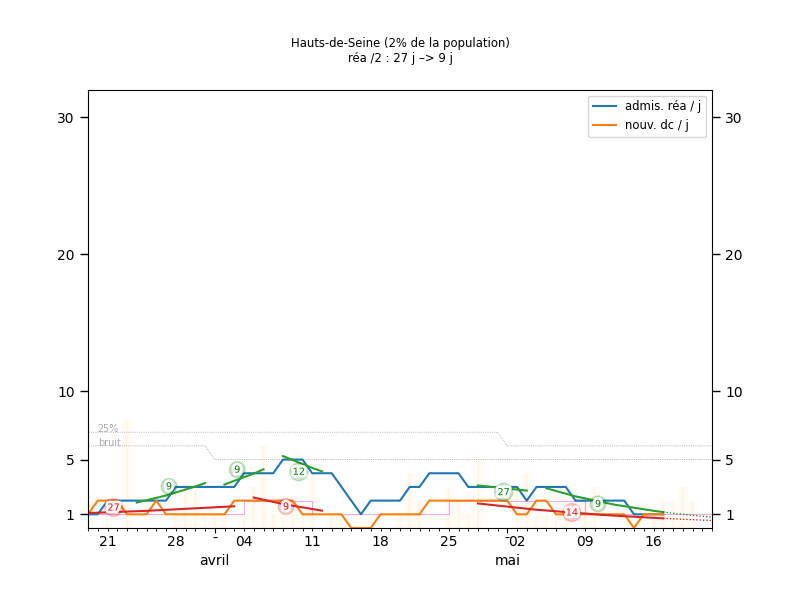 Hauts-de-Seine (2% de la population)
réa /2 : 27 j –> 9 j
admis. réa / j
nouv. dc / j
30 30
20 20
10 10
25%
bruit
5 5
9 9 12 27 9
27 9 14
1 1
21 28 - 04 11 18 25 - 02 09 16
avril mai